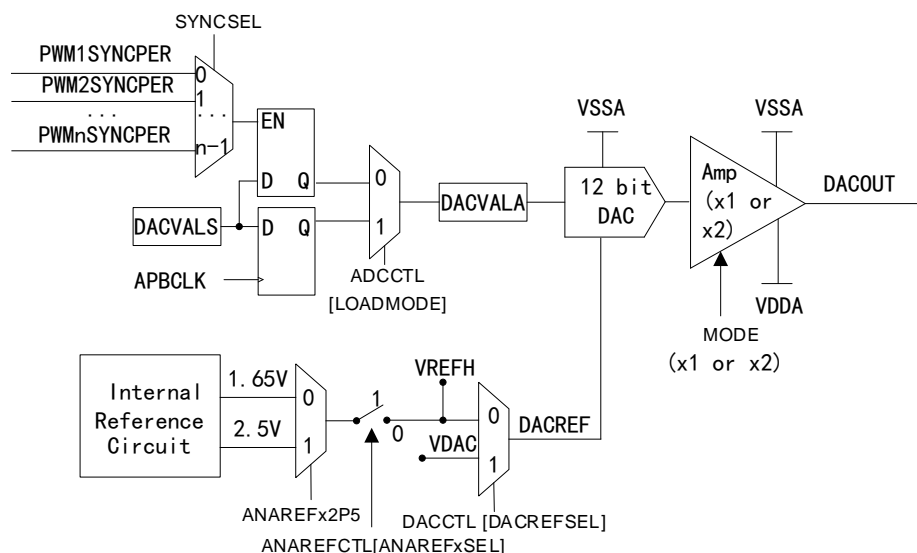 SYNCSEL
PWM1SYNCPER
0
PWM2SYNCPER
1
...
...
PWMnSYNCPER
n-1
EN
D Q
DACVALS
D Q
APBCLK
0
1
ADCCTL
[LOADMODE]
DACVALA
VSSA
12 bit
DAC
VSSA
Amp
(x1 or
x2)
DACOUT
VDDA
MODE
(x1 or x2)
Internal
Reference
Circuit
1.65V
2.5V
0
1
ANAREFx2P5
1
0
ANAREFCTL[ANAREFxSEL]
VREFH
VDAC
0
1
DACREF
DACCTL [DACREFSEL]